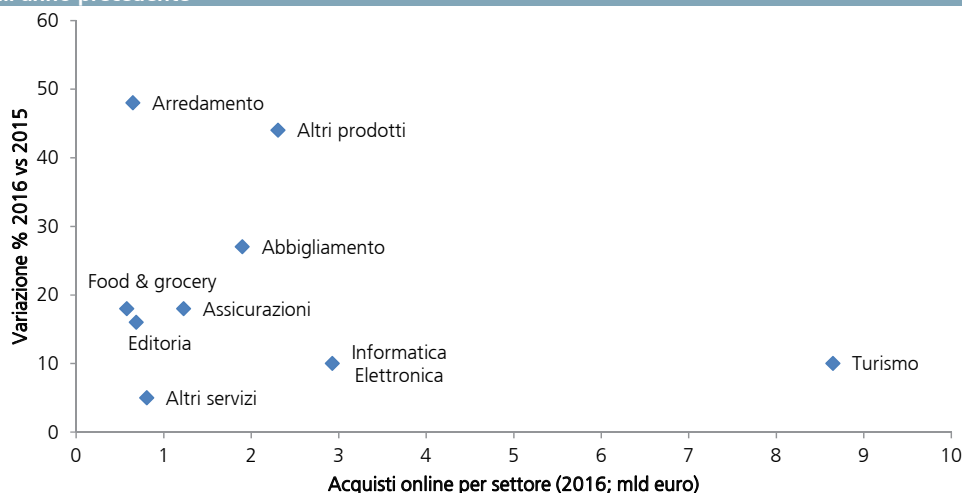 60
50
40
30
20
10
0
Variazione % 2016 vs 2015
Arredamento
Altri prodotti
Abbigliamento
Food & grocery
Assicurazioni
Editoria
Informatica
Elettronica
Turismo
Altri servizi
0 1 2 3 4 5 6 7 8 9 10
Acquisti online per settore (2016; mld euro)